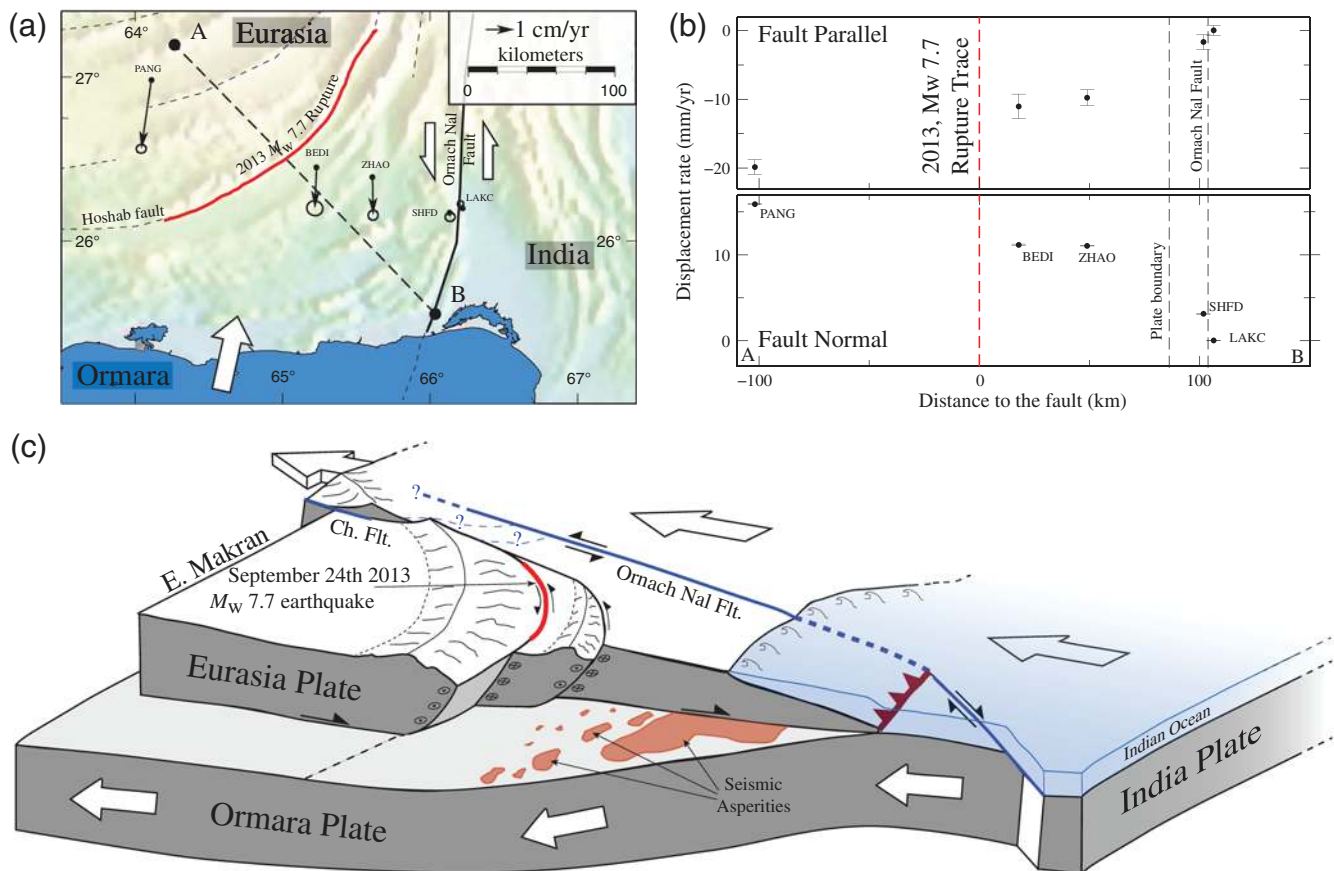 (a)
64°
A
Eurasia
1 cm/yr
kilometers
0
100
27°
PANG
2013 Mw 7.7 Rupture
BEDI
ZHAO
Ornach Nal
Fault
LAKC
SHFD
Hoshab fault
26°
26°
India
B
Ormara
65°
66°
67°
(b)
Displacement rate (mm/yr)
0
−10
−20
Fault Parallel
2013, Mw 7.7
Rupture Trace
Ornach Nal Fault
10
0
PANG
BEDI
ZHAO
Plate boundary
SHFD
LAKC
Fault Normal
A
B
−100
0
100
Distance to the fault (km)
(c)
?
?
?
Ch. Flt.
E. Makran
September 24th 2013
MW 7.7 earthquake
Ornach Nal Flt.
Eurasia Plate
Seismic
Asperities
Indian Ocean
India Plate
Ormara Plate